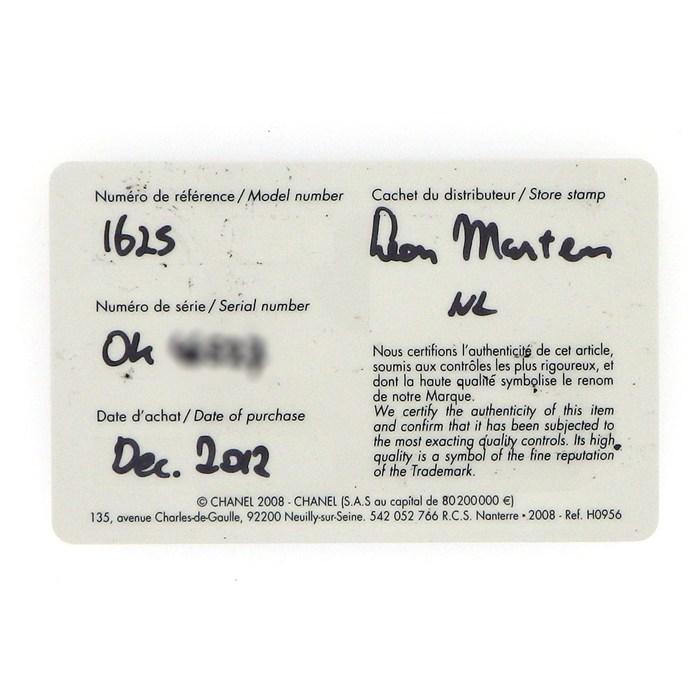 Numéro de référence / Model number
1625
Numéro de série / Serial number
Ok
Date d'achat / Date of purchase
Dec. 2012
Cachet du distributeur / Store stamp
Leon Martens
NL
Nous certifions l'authenticité de cet article,
soumis aux contrôles les plus rigoureux, et
dont la haute qualité symbolise le renom
de notre Marque.
We certify the authenticity of this item
and confirm that it has been subjected to
the most exacting quality controls. Its high
quality is a symbol of the fine reputation
of the Trademark.
© CHANEL 2008 - CHANEL (S.A.S au capital de 80 200 000 €)
135, avenue Charles-de-Gaulle, 92200 Neuilly-sur-Seine. 542 052 766 R.C.S. Nanterre • 2008 - Ref. H0956